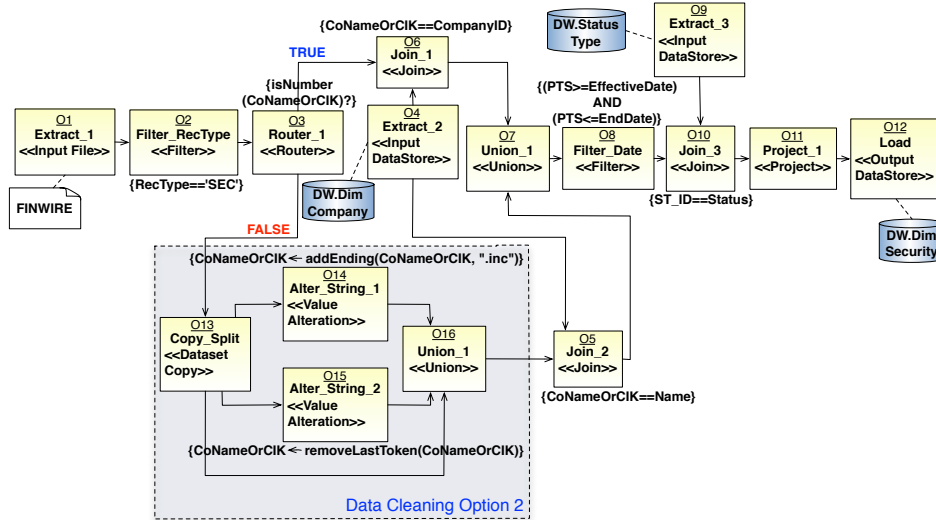 {CoNameOrCIK==CompanyID}
O6
Join_1
<<Join>>
TRUE
O9
Extract_3
<<Input
DataStore>>
DW.Status
Type
{isNumber
(CoNameOrCIK)?}
O1
Extract_1
<<Input File>>
FINWIRE
O2
Filter_RecType
<<Filter>>
{RecType=='SEC'}
O3
Router_1
<<Router>>
O4
Extract_2
<<Input
DataStore>>
DW.Dim
Company
O7
Union_1
<<Union>>
{(PTS>=EffectiveDate)
AND
(PTS<=EndDate)}
O8
Filter_Date
<<Filter>>
O10
Join_3
<<Join>>
{ST_ID==Status}
O11
Project_1
<<Project>>
O12
Load
<<Output
DataStore>>
DW.Dim
Security
FALSE
{CoNameOrCIK← addEnding(CoNameOrCIK, ".inc")}
O14
Alter_String_1
<<Value
Alteration>>
O13
Copy_Split
<<Dataset
Copy>>
O16
Union_1
<<Union>>
O5
Join_2
<<Join>>
{CoNameOrCIK==Name}
O15
Alter_String_2
<<Value
Alteration>>
{CoNameOrCIK← removeLastToken(CoNameOrCIK)}
Data Cleaning Option 2